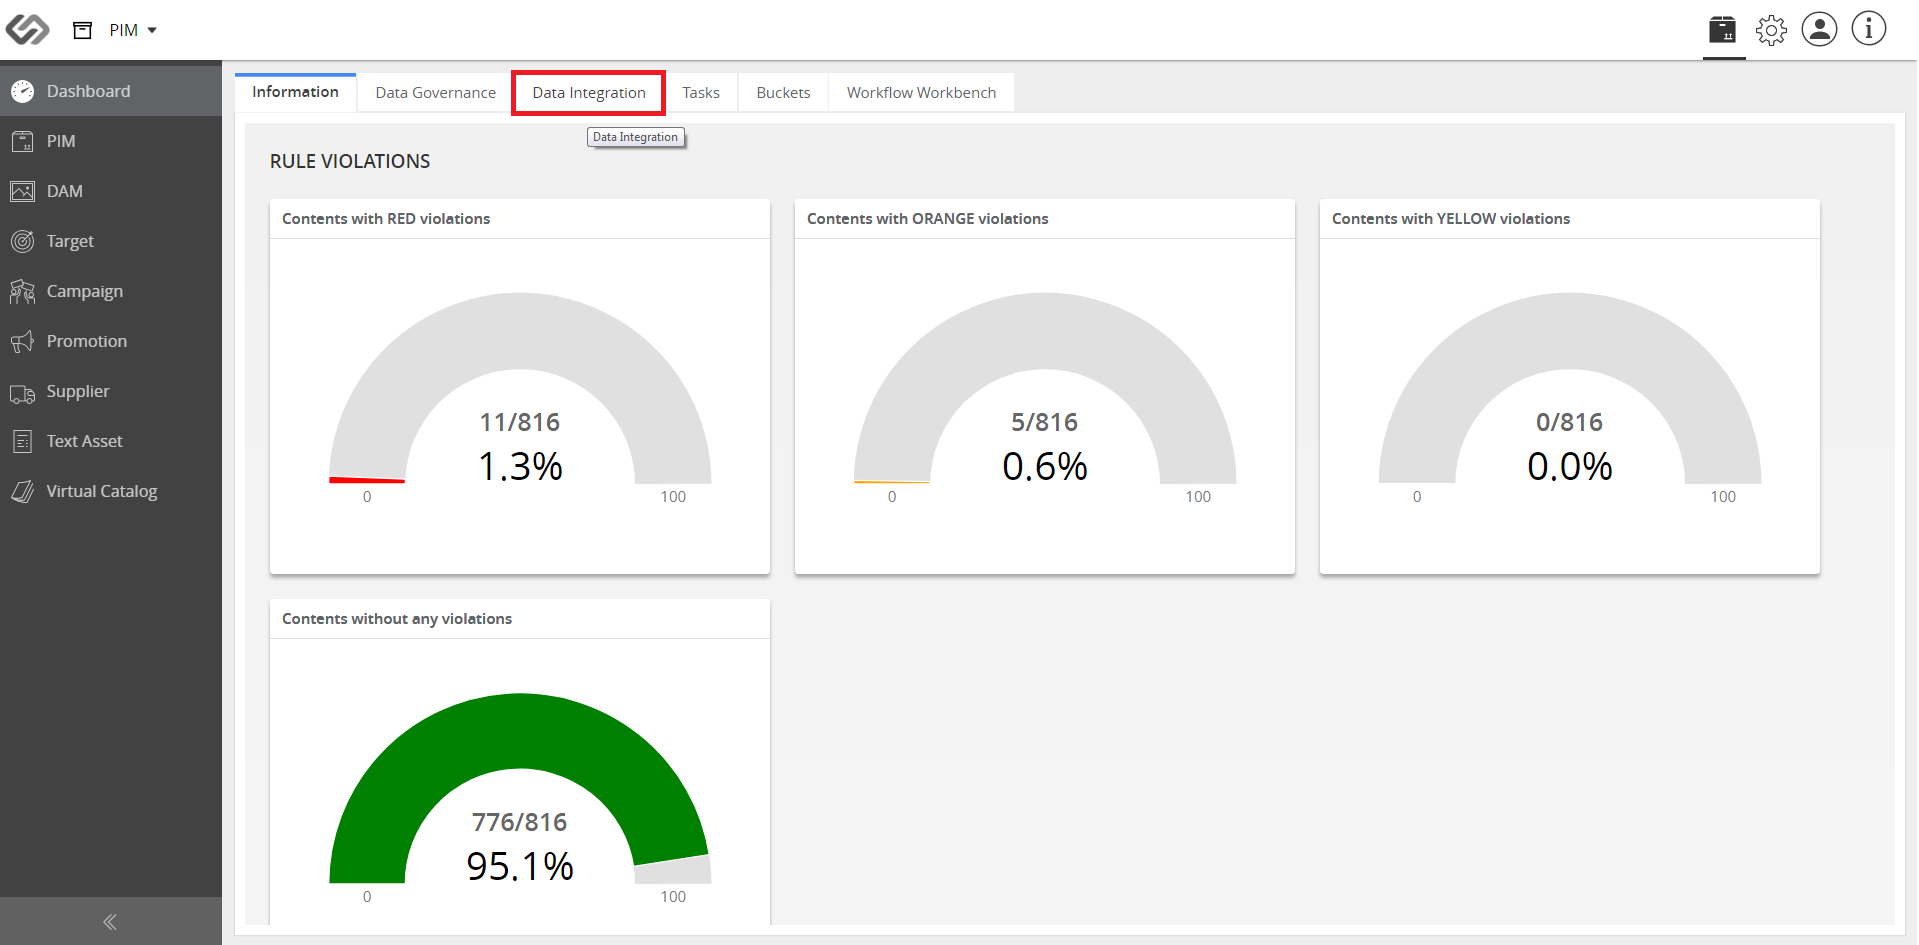 PIM
Dashboard
PIM
DAM
Target
Campaign
Promotion
Supplier
Text Asset
Virtual Catalog
Information
Data Governance
Data Integration
Tasks
Buckets
Workflow Workbench
Data Integration
RULE VIOLATIONS
Contents with RED violations
11/816
1.3%
0
100
Contents with ORANGE violations
5/816
0.6%
0
100
Contents with YELLOW violations
0/816
0.0%
0
100
Contents without any violations
776/816
95.1%
0
100